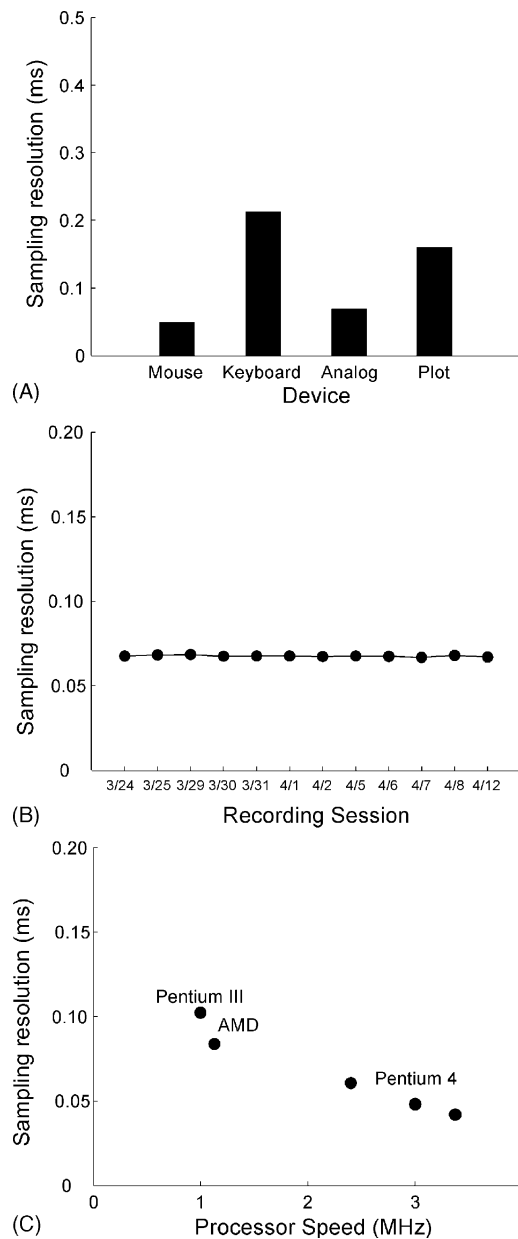 0.5
0.4
0.3
0.2
0.1
0
Sampling resolution (ms)
Mouse Keyboard Analog Plot
Device
(A)
0.20
0.15
0.10
0.05
0
Sampling resolution (ms)
3/24 3/25 3/29 3/30 3/31 4/1 4/2 4/5 4/6 4/7 4/8 4/12
Recording Session
(B)
0.20
0.15
0.10
0.05
0
Sampling resolution (ms)
Pentium III
AMD
Pentium 4
0 1 2 3
Processor Speed (MHz)
(C)